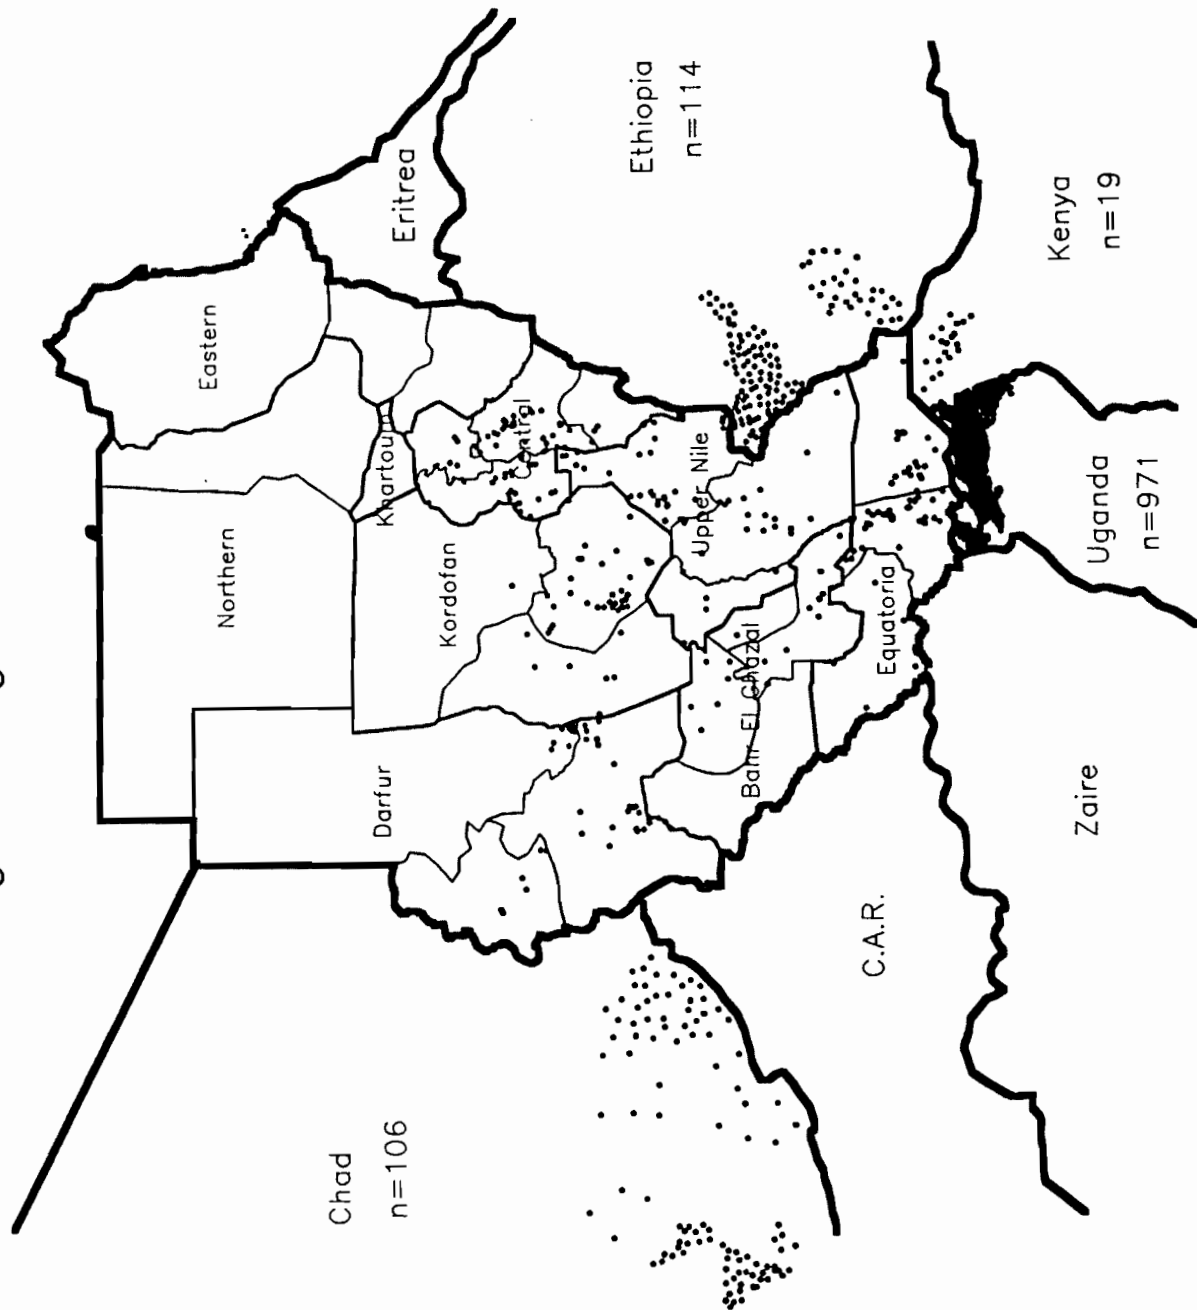 Eastern
Northern
Eritrea
Khartoum
Ethiopia
n=114
Kordofan
Central
Darfur
Upper Nile
Chad
n=106
Bahr El Ghazal
Equatoria
Kenya
n=19
C.A.R.
Zaire
Uganda
n=971